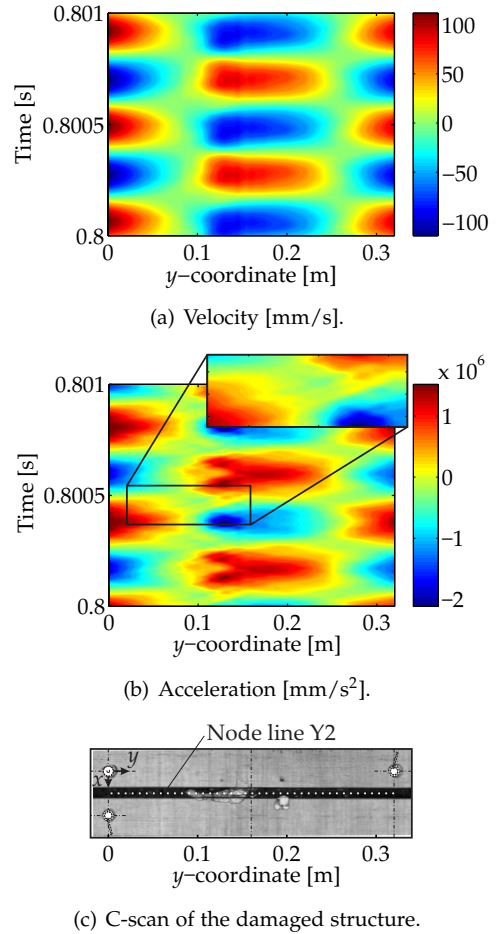 0.801
0.8005
0.8
Time [s]
0 0.1 0.2 0.3
y−coordinate [m]
100
50
0
−50
−100
(a) Velocity [mm/s].
x 10⁶
0.801
0.8005
0.8
Time [s]
0 0.1 0.2 0.3
y−coordinate [m]
1
0
−1
−2
(b) Acceleration [mm/s²].
Node line Y2
y
x
0 0.1 0.2 0.3
y−coordinate [m]
(c) C-scan of the damaged structure.